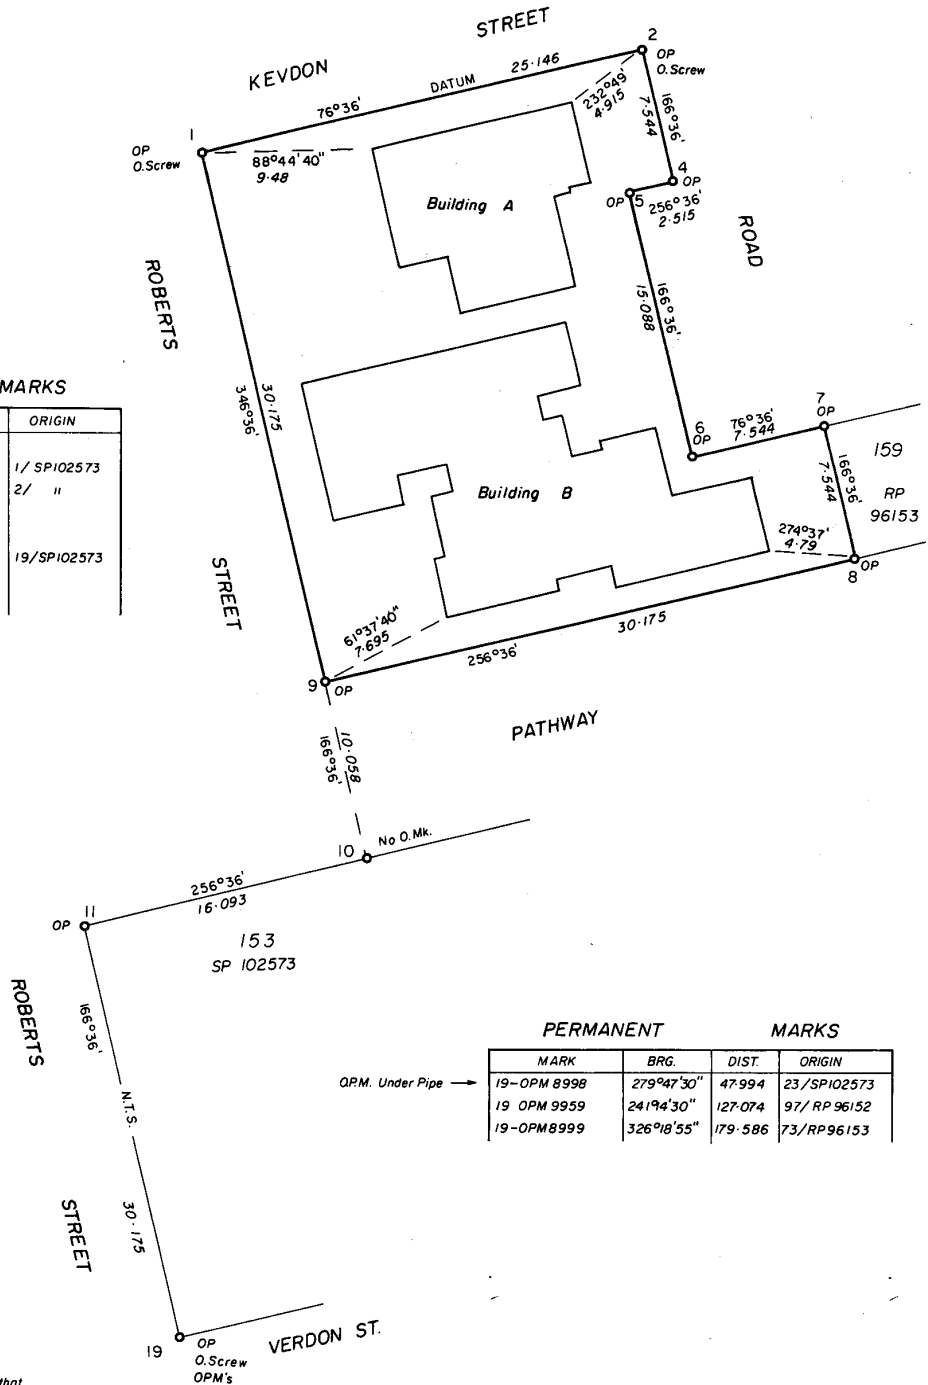 STREET
KEVDON
2
OP
O.Screw
25·146
DATUM
76°36'
232°49'
4·915
166°36'
7·544
1
OP
O.Screw
88°44'40"
9·48
4
OP
OP 5
256°36'
2·515
Building A
ROAD
ROBERTS
166°36'
15·088
346°36'
30·175
MARKS
ORIGIN
1/ SP102573
2/ "
19/SP102573
7
OP
6
OP
76°36'
7·544
159
RP
96153
166°36'
7·544
Building B
274°37'
4·79
8
OP
STREET
61°37'40"
7·695
30·175
256°36'
9 OP
PATHWAY
10·058
166°36'
10 No O.Mk.
256°36'
16·093
11
OP
153
SP 102573
ROBERTS
166°36'
N.T.S.
30·175
STREET
PERMANENT MARKS
MARK BRG. DIST. ORIGIN
O.P.M. Under Pipe 19-OPM 8998 279°47'30" 47·994 23/SP102573
19 OPM 9959 241°4'30" 127·074 97/ RP 96152
19-OPM8999 326°18'55" 179·586 73/RP96153
19
OP
O.Screw
OPM's
VERDON ST.
that